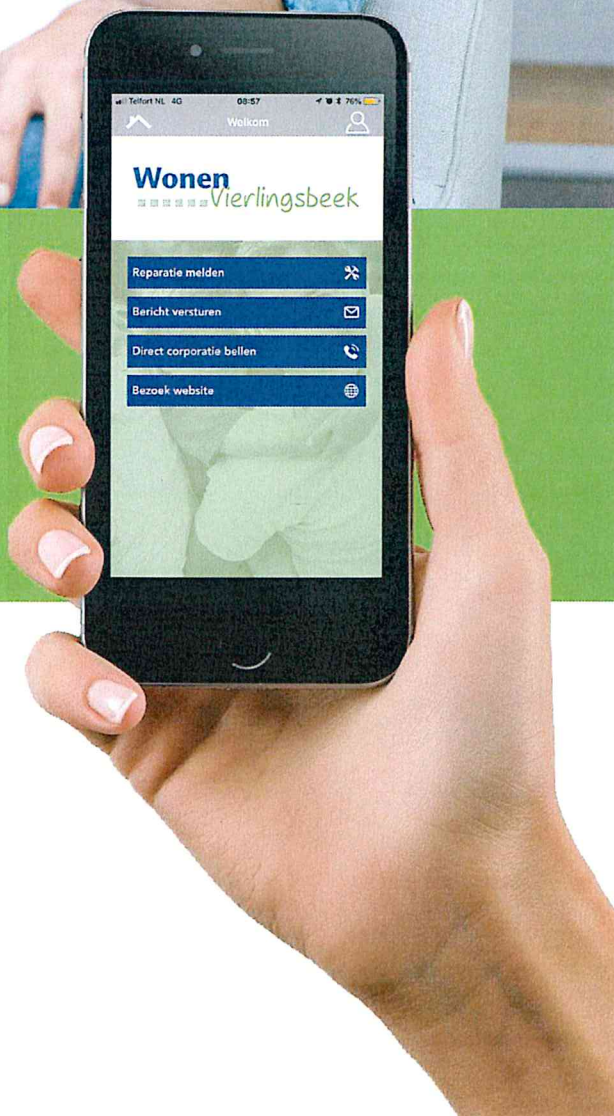 Telfort NL 4G 08:57 76%
Welkom
Wonen
Vierlingsbeek
Reparatie melden
Bericht versturen
Direct corporatie bellen
Bezoek website